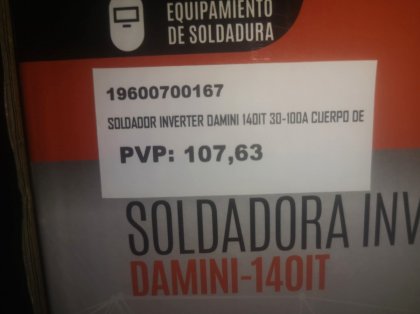 EQUIPAMIENTO
DE SOLDADURA
19600700167
SOLDADOR INVERTER DAMINI 140IT 30-100A CUERPO DE
PVP: 107,63
SOLDADORA INV
DAMINI-140IT